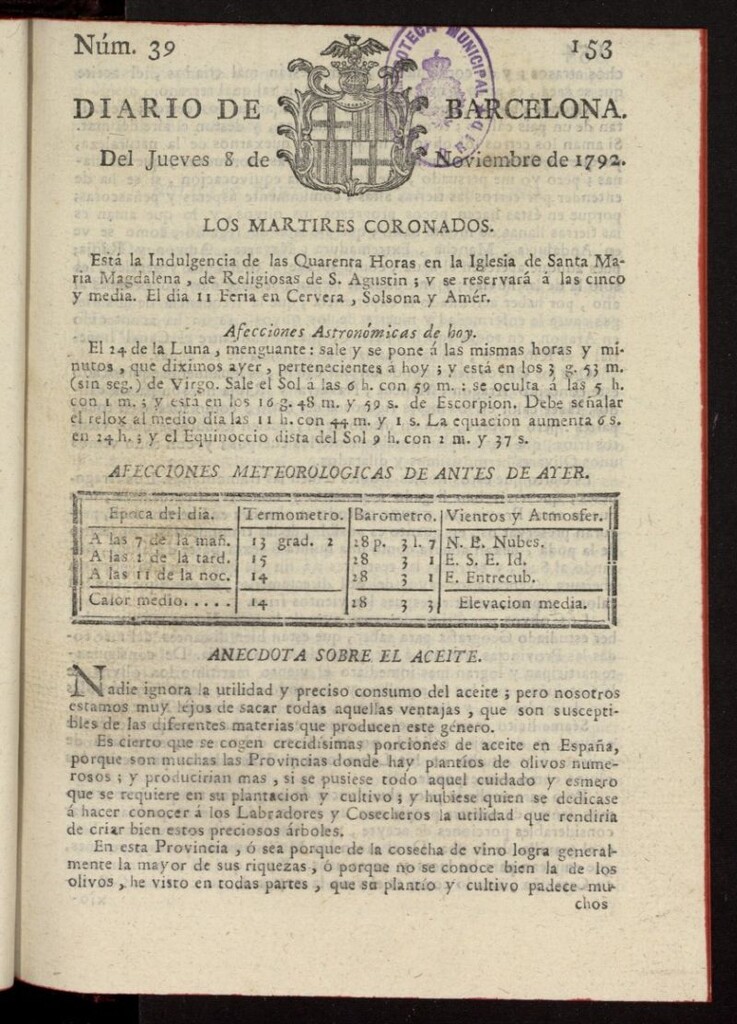 Núm. 39
153
DIARIO DE BARCELONA.
Del Jueves 8 de Noviembre de 1792.
LOS MARTIRES CORONADOS.
Está la Indulgencia de las Quarenta Horas en la Iglesia de Santa Ma-
ria Magdalena, de Religiosas de S. Agustin; y se reservará á las cinco
y media. El dia 11 Feria en Cervera, Solsona y Amér.
Afecciones Astronómicas de hoy.
El 24 de la Luna, menguante: sale y se pone á las mismas horas y mi-
nutos, que diximos ayer, pertenecientes á hoy; y está en los 3 g. 53 m.
(sin seg.) de Virgo. Sale el Sol á las 6 h. con 59 m.: se oculta á las 5 h.
con 1 m.; y está en los 16 g. 48 m. y 59 s. de Escorpion. Debe señalar
el relox al medio dia las 11 h. con 44 m. y 1 s. La equacion aumenta 6 s.
en 24 h.; y el Equinoccio dista del Sol 9 h. con 2 m. y 37 s.
AFECCIONES METEOROLOGICAS DE ANTES DE AYER.
Epoca del dia. Termometro. Barometro. Vientos y Atmosfer.
A las 7 de la mañ. 13 grad. 2 28 p. 3 l. 7 N. E. Nubes.
A las 2 de la tard. 15 28 3 1 E. S. E. Id.
A las 11 de la noc. 14 28 3 1 E. Entrecub.
Calor medio..... 14 28 3 3 Elevacion media.
ANECDOTA SOBRE EL ACEITE.
Nadie ignora la utilidad y preciso consumo del aceite; pero nosotros
estamos muy lejos de sacar todas aquellas ventajas, que son suscepti-
bles de las diferentes materias que producen este género.
Es cierto que se cogen crecidísimas porciones de aceite en España,
porque son muchas las Provincias donde hay plantíos de olivos nume-
rosos; y producirian mas, si se pusiese todo aquel cuidado y esmero
que se requiere en su plantacion y cultivo; y hubiese quien se dedicase
á hacer conocer á los Labradores y Cosecheros la utilidad que rendiría
de criar bien estos preciosos árboles.
En esta Provincia, ó sea porque de la cosecha de vino logra general-
mente la mayor de sus riquezas, ó porque no se conoce bien la de los
olivos, he visto en todas partes, que su plantío y cultivo padece mu-
chos